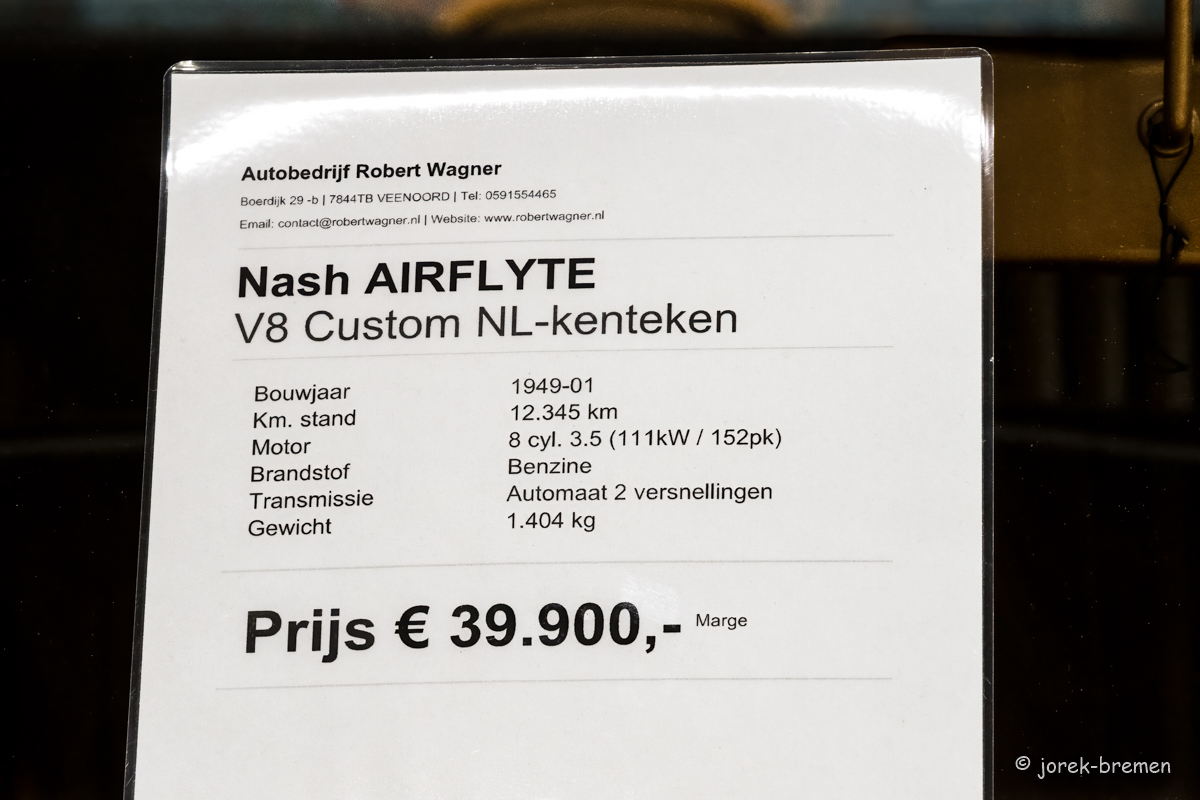 Autobedrijf Robert Wagner
Boerdijk 29 -b | 7844TB VEENOORD | Tel: 0591554465
Email: contact@robertwagner.nl | Website: www.robertwagner.nl
Nash AIRFLYTE
V8 Custom NL-kenteken
Bouwjaar 1949-01
Km. stand 12.345 km
Motor 8 cyl. 3.5 (111kW / 152pk)
Brandstof Benzine
Transmissie Automaat 2 versnellingen
Gewicht 1.404 kg
Prijs € 39.900,- Marge
© jorek-bremen